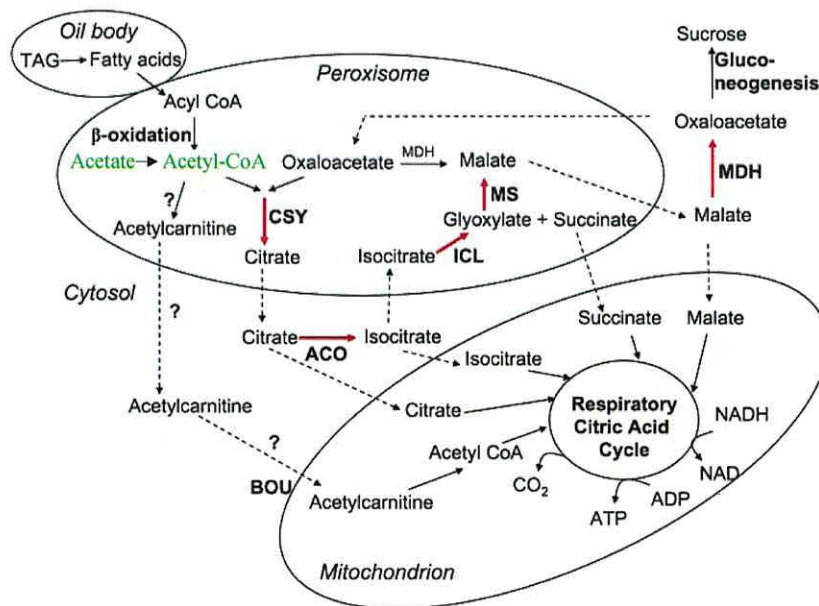 Oil body
TAG Fatty acids
Acyl CoA
β-oxidation
Acetate Acetyl-CoA
?
Acetylcarnitine
Peroxisome
Oxaloacetate MDH Malate
CSY
Citrate
MS
Glyoxylate + Succinate
Isocitrate
ICL
Sucrose
Gluco-
neogenesis
Oxaloacetate
MDH
Malate
Cytosol
?
Citrate
ACO
Isocitrate
Acetylcarnitine
?
BOU
Succinate
Malate
Isocitrate
Citrate
Acetyl CoA
Acetylcarnitine
Respiratory
Citric Acid
Cycle
NADH
NAD
CO2
ATP
ADP
Mitochondrion